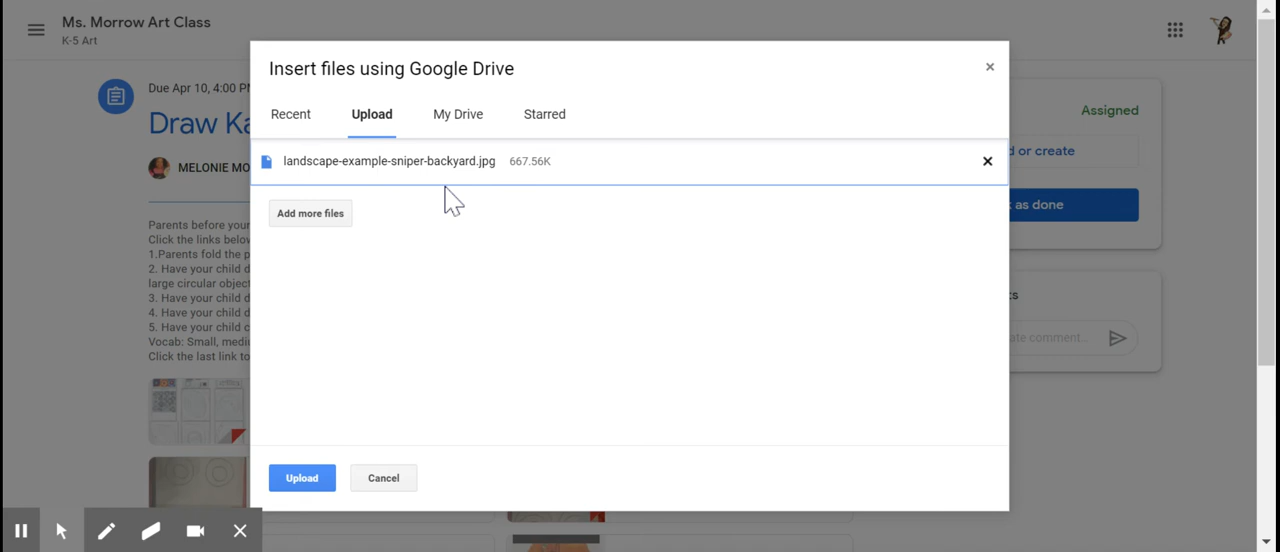 Ms. Morrow Art Class
K-5 Art
Insert files using Google Drive
Due Apr 10, 4:00 PM
Recent Upload My Drive Starred
Assigned
Draw Ka
landscape-example-sniper-backyard.jpg 667.56K
d or create
MELONIE MO
as done
Add more files
Parents before your
Click the links below
1.Parents fold the p
2. Have your child d
large circular object
3. Have your child d
4. Have your child d
5. Have your child c
Vocab: Small, medi
Click the last link to
ts
ate comment...
Upload Cancel